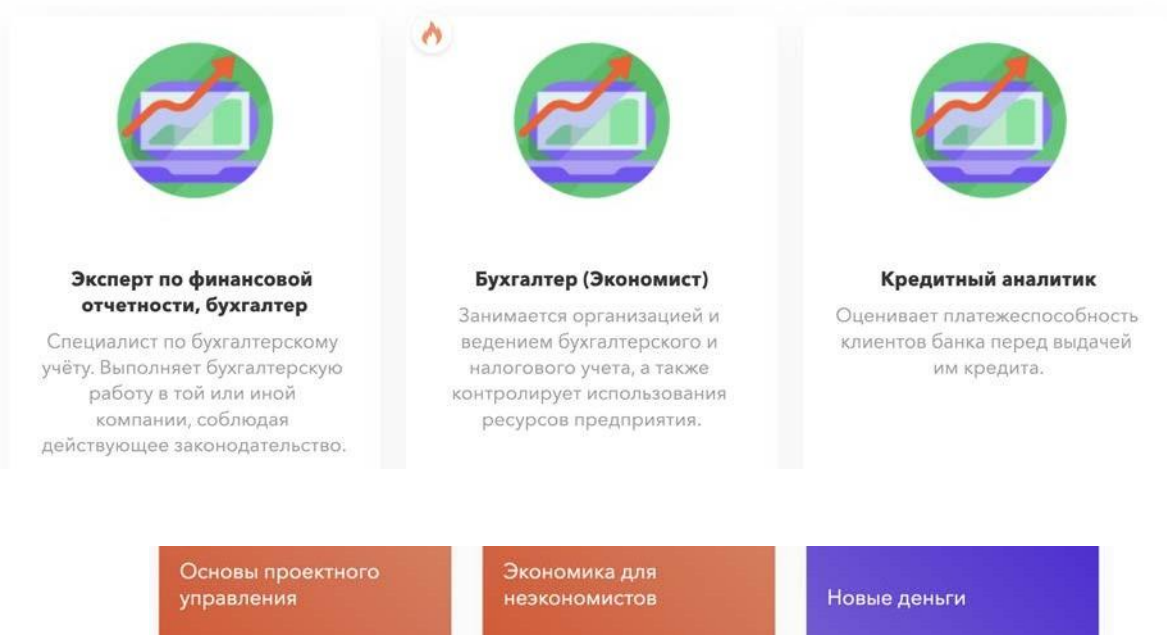 Эксперт по финансовой
отчетности, бухгалтер
Специалист по бухгалтерскому
учёту. Выполняет бухгалтерскую
работу в той или иной
компании, соблюдая
действующее законодательство.
Бухгалтер (Экономист)
Занимается организацией и
ведением бухгалтерского и
налогового учета, а также
контролирует использования
ресурсов предприятия.
Кредитный аналитик
Оценивает платежеспособность
клиентов банка перед выдачей
им кредита.
Основы проектного
управления
Экономика для
неэкономистов
Новые деньги